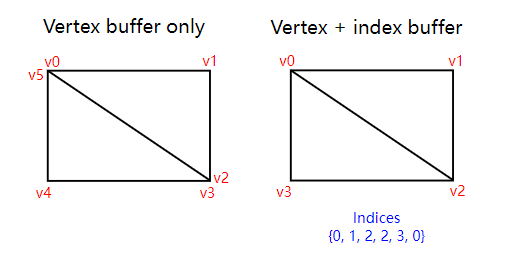 Vertex buffer only
v0
v1
v5
v2
v4
v3
Vertex + index buffer
v0
v1
v3
v2
Indices
{0, 1, 2, 2, 3, 0}